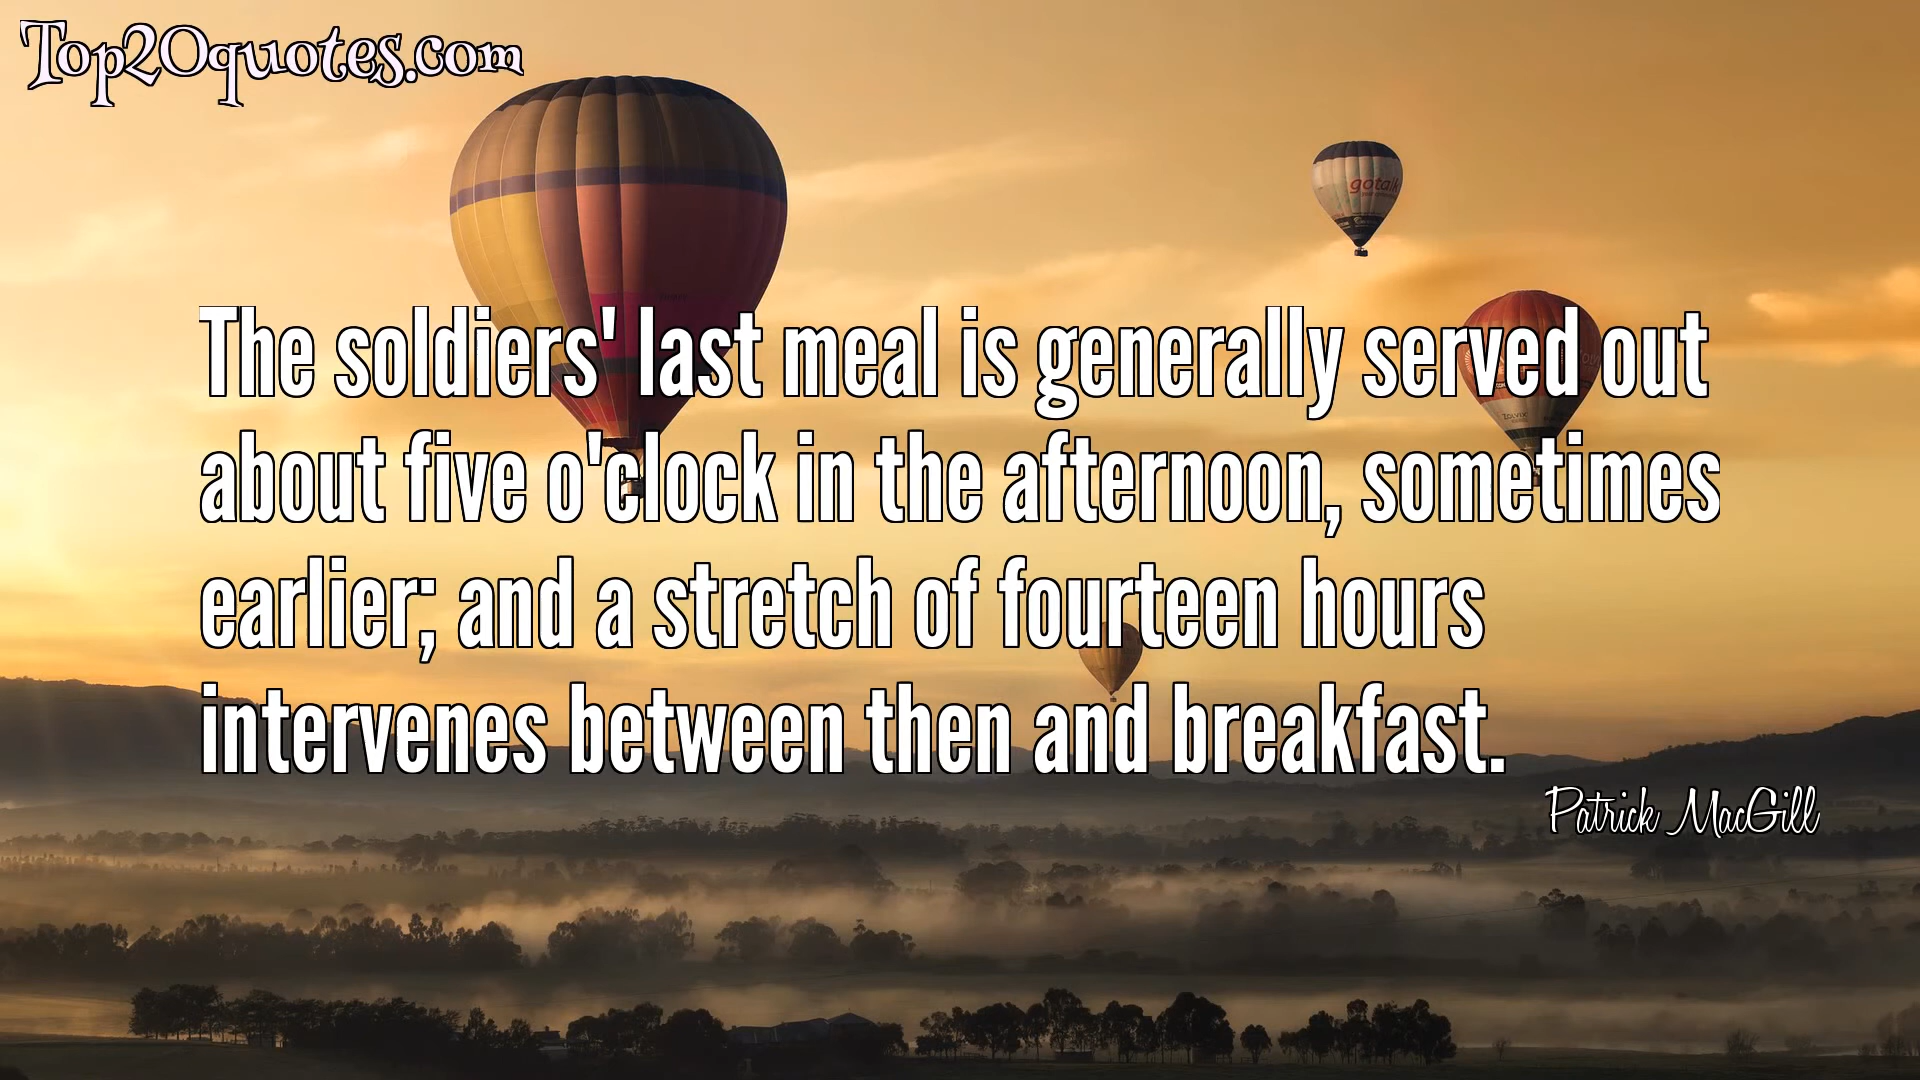 Top20quotes.com
gotalk
The soldiers' last meal is generally served out
about five o'clock in the afternoon, sometimes
earlier; and a stretch of fourteen hours
intervenes between then and breakfast.
Patrick MacGill